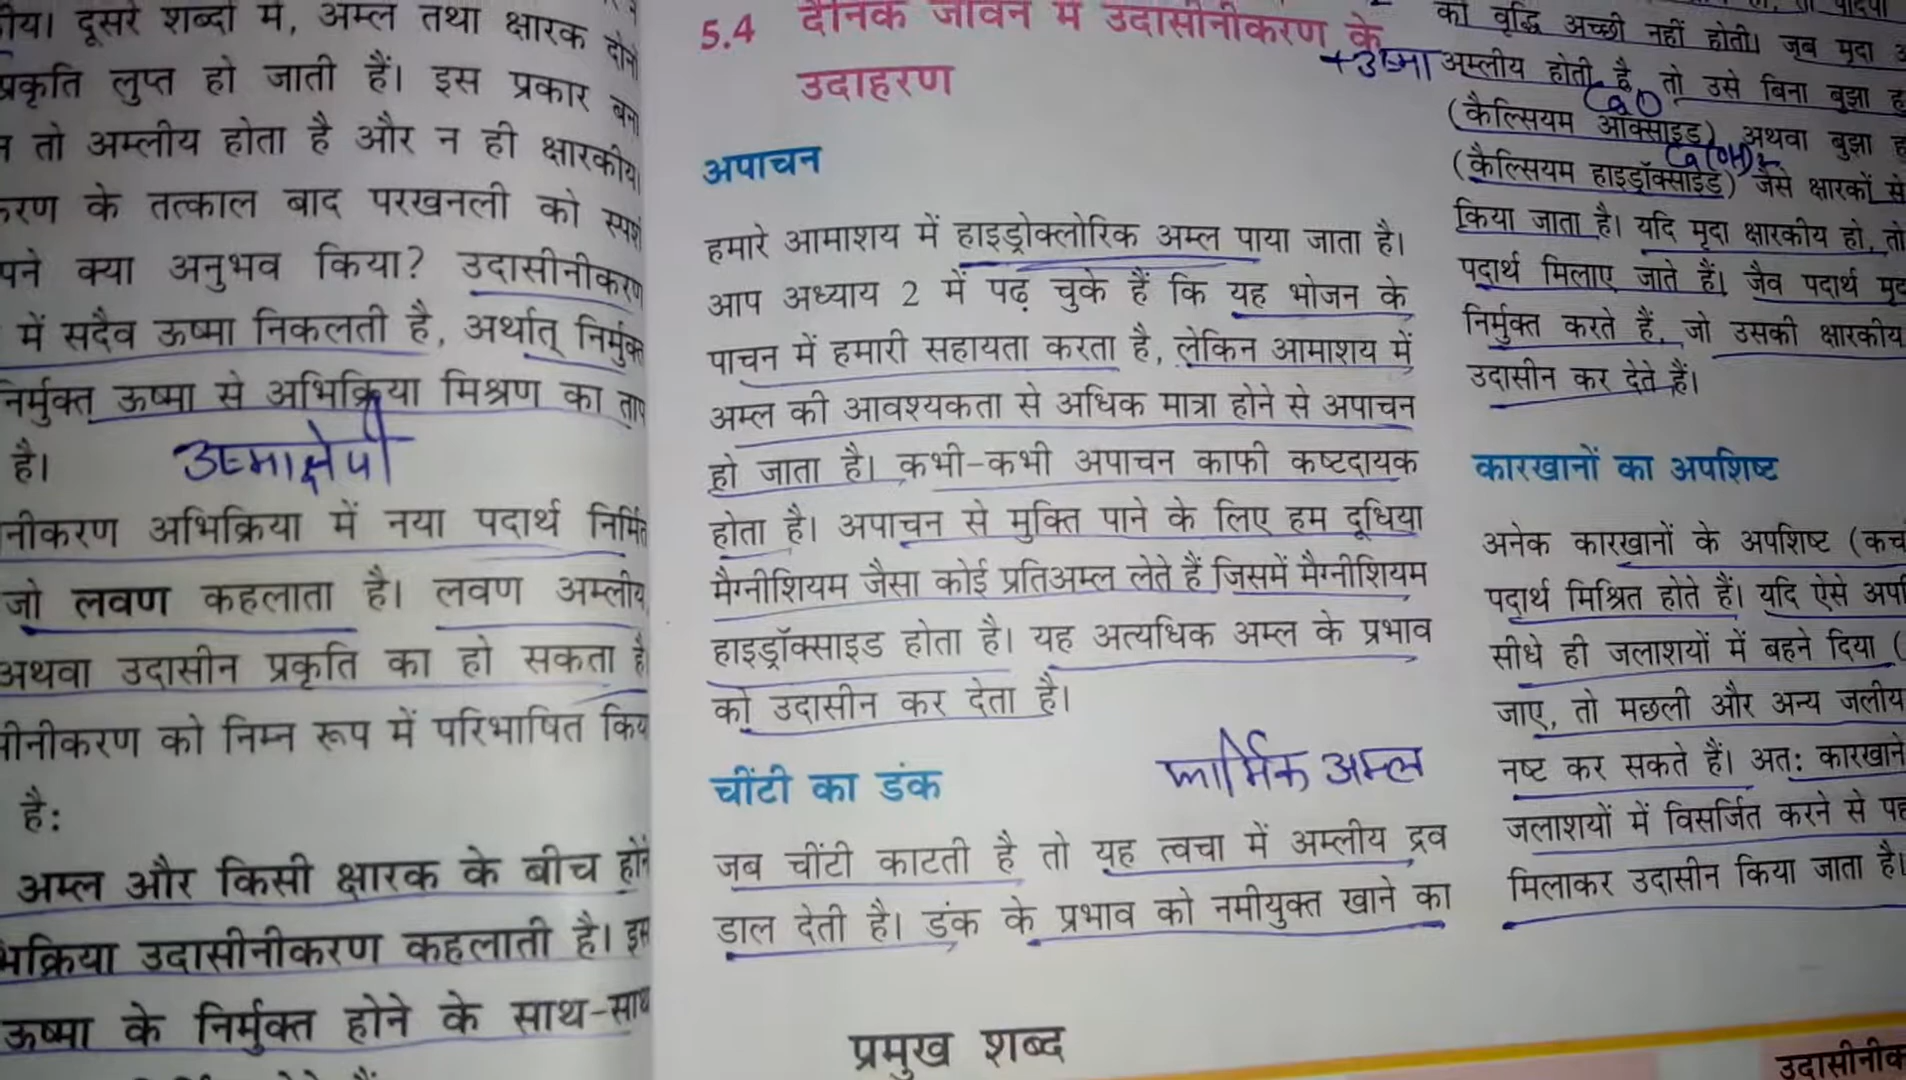 दूसरे शब्दों में, अम्ल तथा क्षारक दोनों
प्रकृति लुप्त हो जाती हैं। इस प्रकार बना
तो अम्लीय होता है और न ही क्षारकीय।
के तत्काल बाद परखनली को स्पर्श
क्या अनुभव किया? उदासीनीकरण
में सदैव ऊष्मा निकलती है, अर्थात् निर्मुक्त
निर्मुक्त ऊष्मा से अभिक्रिया मिश्रण का ताप
है।
उष्माक्षेपी
नीकरण अभिक्रिया में नया पदार्थ निर्मित
जो लवण कहलाता है। लवण अम्लीय,
अथवा उदासीन प्रकृति का हो सकता है।
सीनीकरण को निम्न रूप में परिभाषित किय
है:
अम्ल और किसी क्षारक के बीच होने
उदासीनीकरण कहलाती है। इस
ऊष्मा के निर्मुक्त होने के साथ-साथ
5.4 दैनिक जीवन में उदासीनीकरण के
उदाहरण
+उष्मा
अपाचन
हमारे आमाशय में हाइड्रोक्लोरिक अम्ल पाया जाता है।
आप अध्याय 2 में पढ़ चुके हैं कि यह भोजन के
पाचन में हमारी सहायता करता है, लेकिन आमाशय में
अम्ल की आवश्यकता से अधिक मात्रा होने से अपाचन
हो जाता है। कभी-कभी अपाचन काफी कष्टदायक
होता है। अपाचन से मुक्ति पाने के लिए हम दूधिया
मैग्नीशियम जैसा कोई प्रतिअम्ल लेते हैं जिसमें मैग्नीशियम
हाइड्रॉक्साइड होता है। यह अत्यधिक अम्ल के प्रभाव
को उदासीन कर देता है।
चींटी का डंक
फार्मिक अम्ल
जब चींटी काटती है तो यह त्वचा में अम्लीय द्रव
डाल देती है। डंक के प्रभाव को नमीयुक्त खाने का
प्रमुख शब्द
की वृद्धि अच्छी नहीं होती। जब मृदा
अम्लीय होती है, तो उसे बिना बुझा
CaO
(कैल्सियम ऑक्साइड) अथवा बुझा
Ca(OH)₂
(कैल्सियम हाइड्रॉक्साइड) जैसे क्षारकों से
किया जाता है। यदि मृदा क्षारकीय हो, तो
पदार्थ मिलाए जाते हैं। जैव पदार्थ मृद
निर्मुक्त करते हैं, जो उसकी क्षारकीय
उदासीन कर देते हैं।
कारखानों का अपशिष्ट
अनेक कारखानों के अपशिष्ट (कच
पदार्थ मिश्रित होते हैं। यदि ऐसे अप
सीधे ही जलाशयों में बहने दिया (
जाए, तो मछली और अन्य जलीय
नष्ट कर सकते हैं। अत: कारखाने
जलाशयों में विसर्जित करने से पह
मिलाकर उदासीन किया जाता है।
उदासीनीक